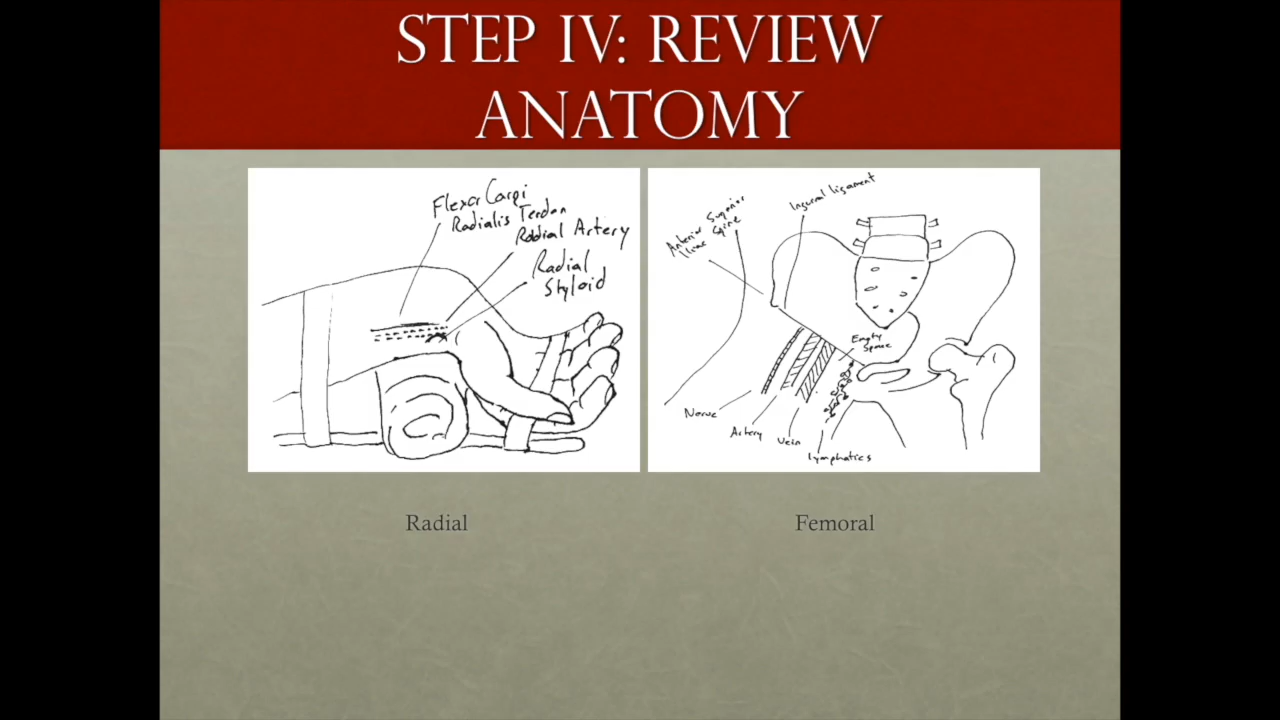 STEP IV: REVIEW
ANATOMY
Flexor Carpi
Radialis Tendon
Radial Artery
Radial
Styloid
Anterior Superior
Iliac Spine
Inguinal ligament
Empty
Space
Nerve
Artery
Vein
Lymphatics
Radial
Femoral